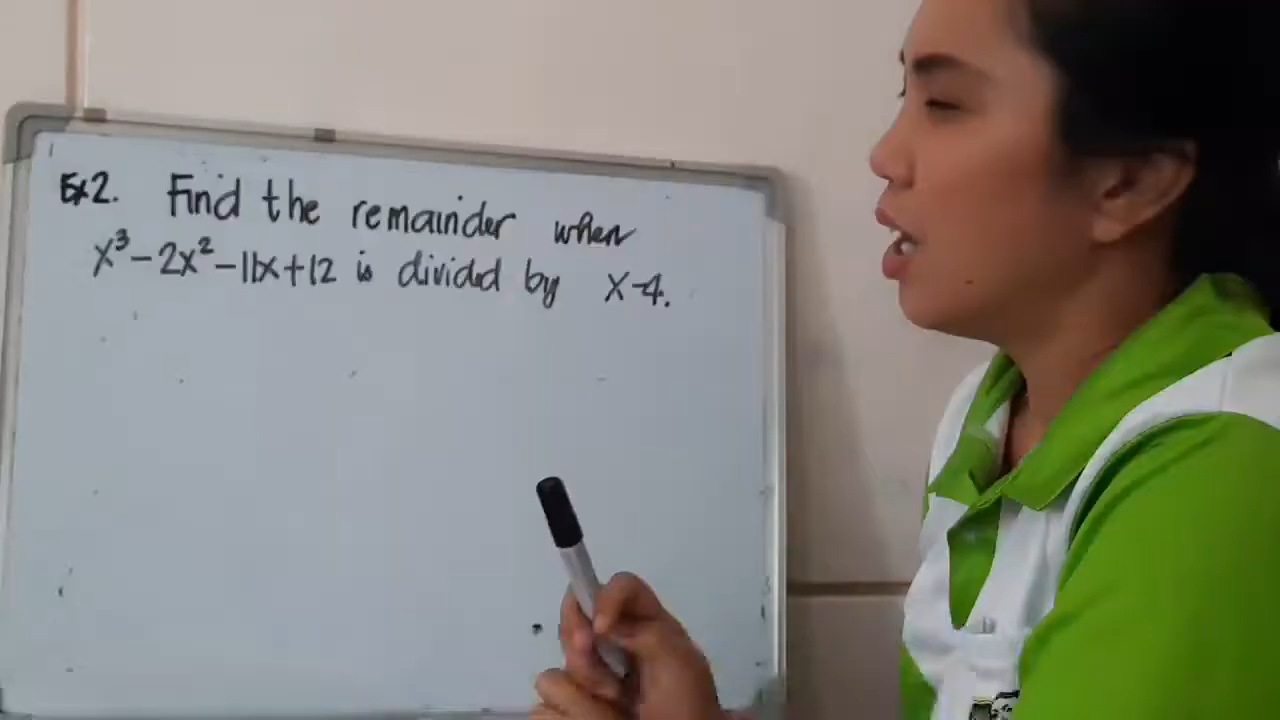 Ex2. Find the remainder when
x³-2x²-11x+12 is divided by x-4.